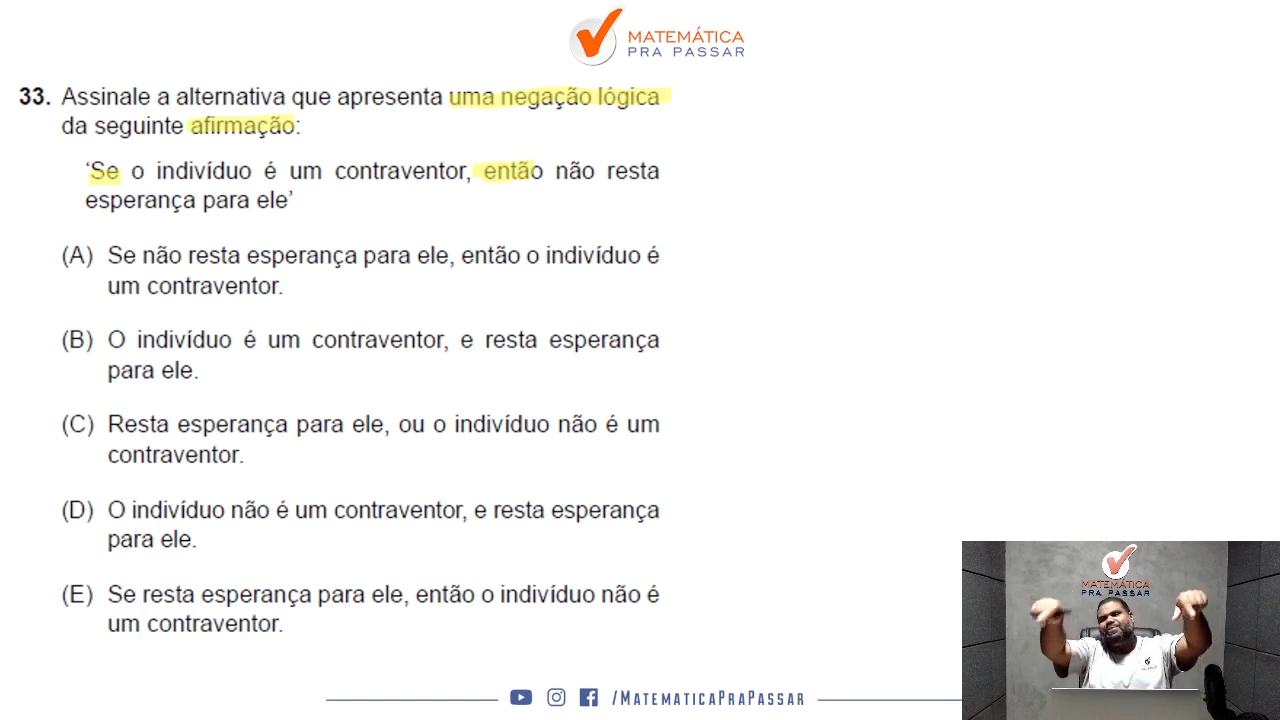 MATEMÁTICA
PRA PASSAR
33. Assinale a alternativa que apresenta uma negação lógica
da seguinte afirmação:
‘Se o indivíduo é um contraventor, então não resta
esperança para ele’
(A) Se não resta esperança para ele, então o indivíduo é
um contraventor.
(B) O indivíduo é um contraventor, e resta esperança
para ele.
(C) Resta esperança para ele, ou o indivíduo não é um
contraventor.
(D) O indivíduo não é um contraventor, e resta esperança
para ele.
(E) Se resta esperança para ele, então o indivíduo não é
um contraventor.
MATEMÁTICA
PRA PASSAR
/MATEMATICAPRAPASSAR